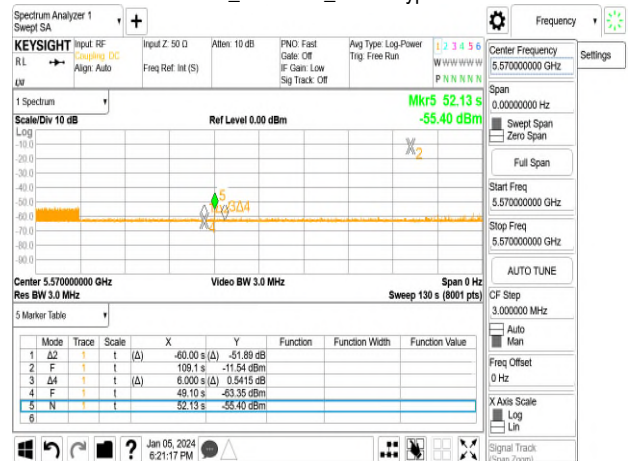 Spectrum Analyzer 1
Swept SA
Frequency
KEYSIGHT
Input: RF
Input Z: 50 Ω
Atten: 10 dB
PNO: Fast
Avg Type: Log-Power
1 2 3 4 5 6
RL
Coupling: DC
Gate: Off
Trig: Free Run
W W W W W W
Align: Auto
Freq Ref: Int (S)
IF Gain: Low
P N N N N N
Sig Track: Off
Center Frequency
5.570000000 GHz
Settings
1 Spectrum
Mkr5 52.13 s
Scale/Div 10 dB
Ref Level 0.00 dBm
-55.40 dBm
Log
-10.0
-20.0
-30.0
-40.0
-50.0
-60.0
-70.0
-80.0
-90.0
2
5
3Δ4
4
Center 5.570000000 GHz
Video BW 3.0 MHz
Span 0 Hz
Res BW 3.0 MHz
Sweep 130 s (8001 pts)
Span
0.00000000 Hz
Swept Span
Zero Span
Full Span
Start Freq
5.570000000 GHz
Stop Freq
5.570000000 GHz
AUTO TUNE
CF Step
3.000000 MHz
Auto
Man
Freq Offset
0 Hz
X Axis Scale
Log
Lin
Signal Track
(Span Zoom)
5 Marker Table
Mode Trace Scale X Y Function Function Width Function Value
1 Δ2 1 t (Δ) -60.00 s (Δ) -51.89 dB
2 F 1 t 109.1 s -11.54 dBm
3 Δ4 1 t (Δ) 6.000 s (Δ) 0.5415 dB
4 F 1 t 49.10 s -63.35 dBm
5 N 1 t 52.13 s -55.40 dBm
6
?
Jan 05, 2024
6:21:17 PM